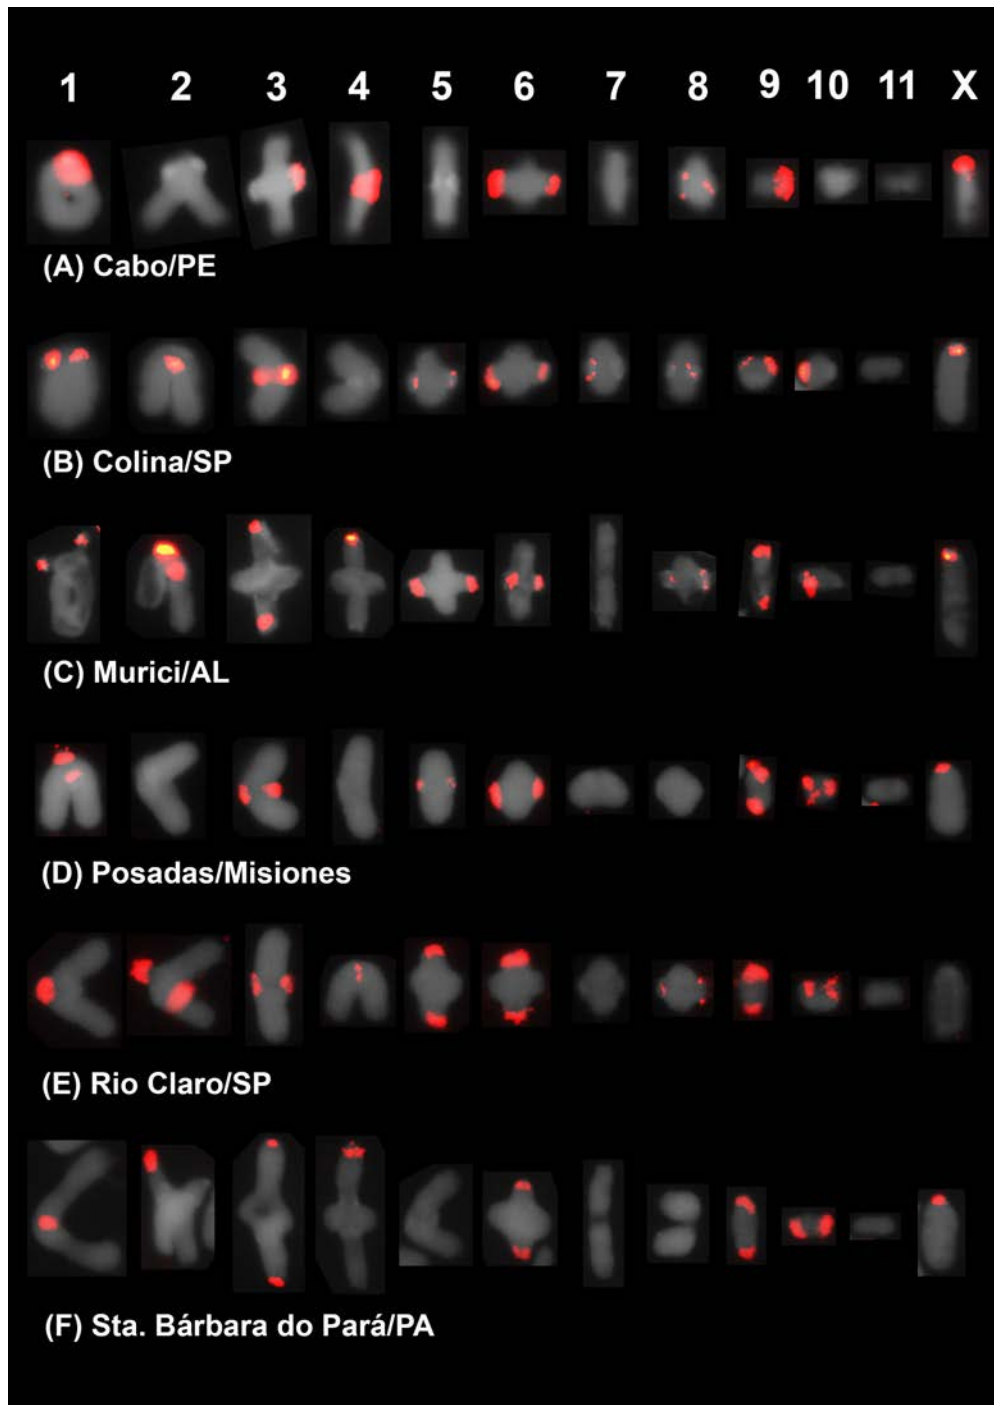 1 2 3 4 5 6 7 8 9 10 11 X
(A) Cabo/PE
(B) Colina/SP
(C) Murici/AL
(D) Posadas/Misiones
(E) Rio Claro/SP
(F) Sta. Bárbara do Pará/PA